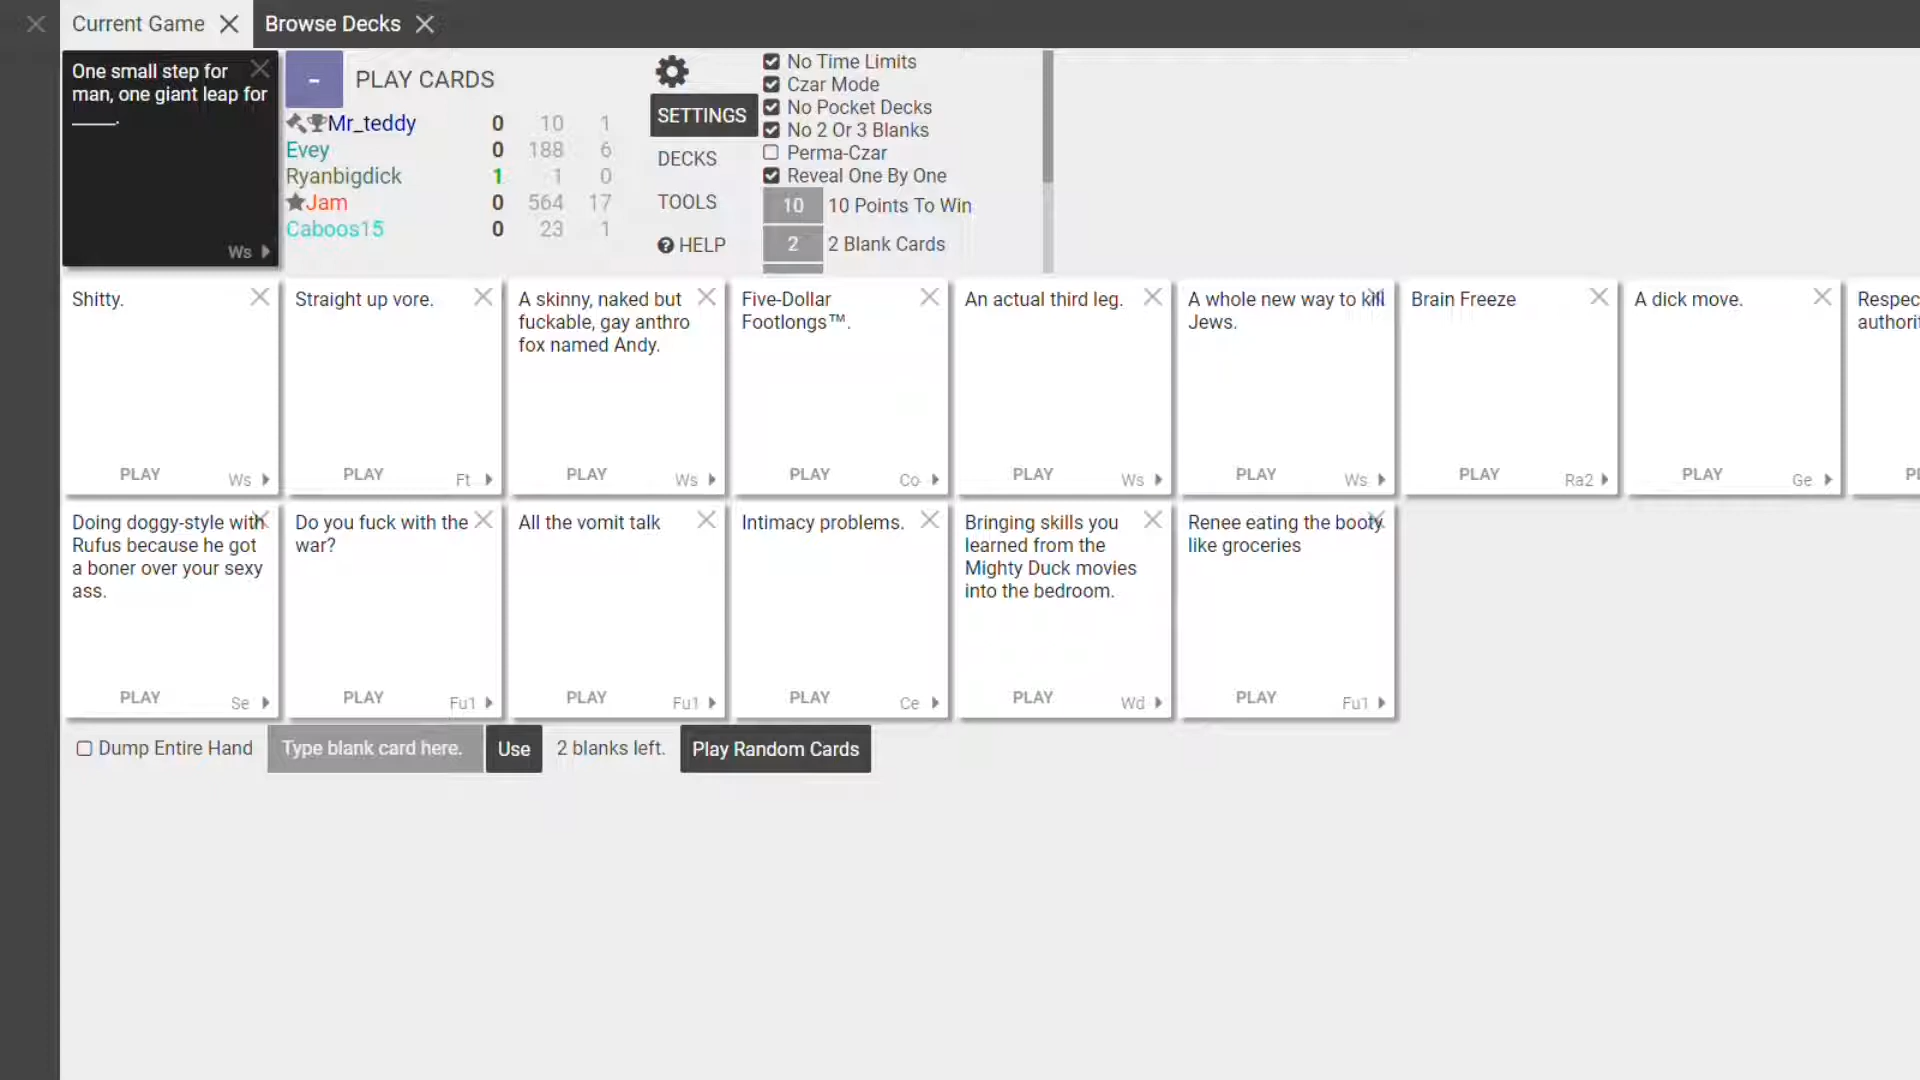 Current Game
Browse Decks
One small step for
man, one giant leap for
____.
Ws
-
PLAY CARDS
Mr_teddy 0 10 1
Evey 0 188 6
Ryanbigdick 1 1 0
Jam 0 564 17
Caboos15 0 23 1
SETTINGS
DECKS
TOOLS
HELP
No Time Limits
Czar Mode
No Pocket Decks
No 2 Or 3 Blanks
Perma-Czar
Reveal One By One
10 10 Points To Win
2 2 Blank Cards
Shitty.
PLAY Ws
Straight up vore.
PLAY Ft
A skinny, naked but
fuckable, gay anthro
fox named Andy.
PLAY Ws
Five-Dollar
Footlongs™.
PLAY Co
An actual third leg.
PLAY Ws
A whole new way to kill
Jews.
PLAY Ws
Brain Freeze
PLAY Ra2
A dick move.
PLAY Ge
Doing doggy-style with
Rufus because he got
a boner over your sexy
ass.
PLAY Se
Do you fuck with the
war?
PLAY Fu1
All the vomit talk
PLAY Fu1
Intimacy problems.
PLAY Ce
Bringing skills you
learned from the
Mighty Duck movies
into the bedroom.
PLAY Wd
Renee eating the booty
like groceries
PLAY Fu1
Dump Entire Hand
Type blank card here.
Use
2 blanks left.
Play Random Cards